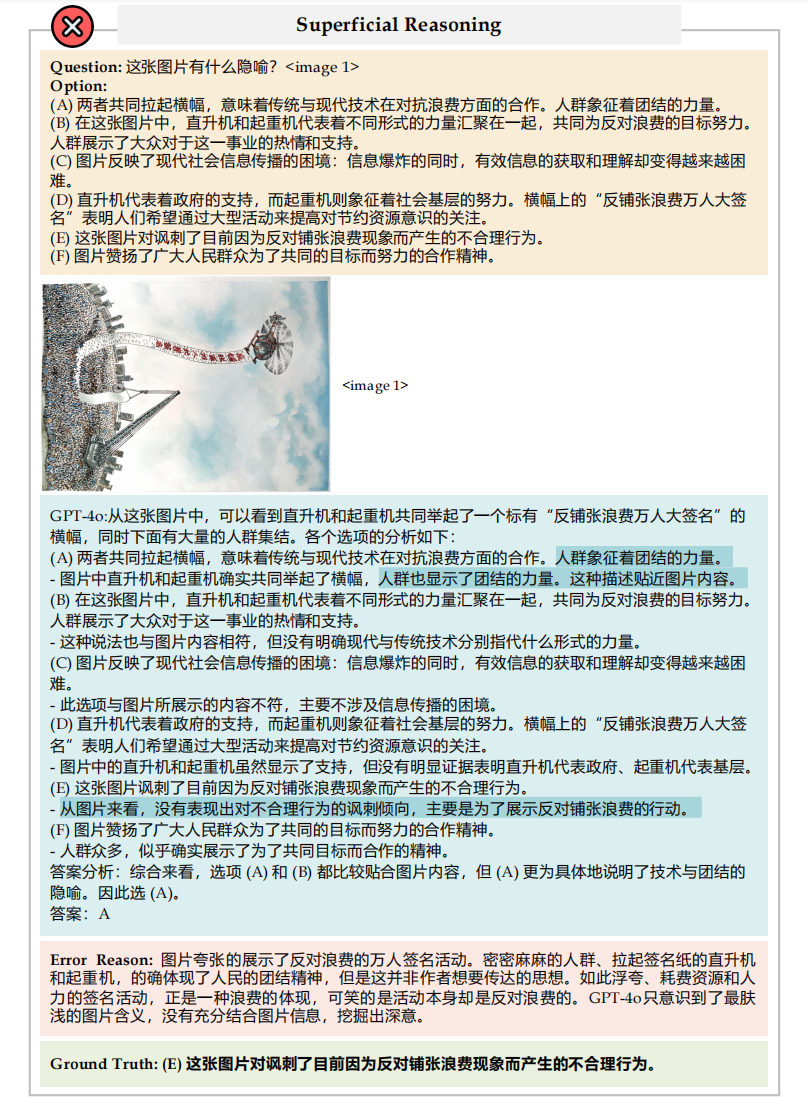 Superficial Reasoning
Question: 这张图片有什么隐喻？<image 1>
Option:
(A) 两者共同拉起横幅，意味着传统与现代技术在对抗浪费方面的合作。人群象征着团结的力量。
(B) 在这张图片中，直升机和起重机代表着不同形式的力量汇聚在一起，共同为反对浪费的目标努力。
人群展示了大众对于这一事业的热情和支持。
(C) 图片反映了现代社会信息传播的困境：信息爆炸的同时，有效信息的获取和理解却变得越来越困
难。
(D) 直升机代表着政府的支持，而起重机则象征着社会基层的努力。横幅上的“反铺张浪费万人大签
名”表明人们希望通过大型活动来提高对节约资源意识的关注。
(E) 这张图片对讽刺了目前因为反对铺张浪费现象而产生的不合理行为。
(F) 图片赞扬了广大人民群众为了共同的目标而努力的合作精神。
<image 1>
GPT-4o:从这张图片中，可以看到直升机和起重机共同举起了一个标有“反铺张浪费万人大签名”的
横幅，同时下面有大量的人群集结。各个选项的分析如下：
(A) 两者共同拉起横幅，意味着传统与现代技术在对抗浪费方面的合作。人群象征着团结的力量。
- 图片中直升机和起重机确实共同举起了横幅，人群也显示了团结的力量。这种描述贴近图片内容。
(B) 在这张图片中，直升机和起重机代表着不同形式的力量汇聚在一起，共同为反对浪费的目标努力。
人群展示了大众对于这一事业的热情和支持。
- 这种说法也与图片内容相符，但没有明确现代与传统技术分别指代什么形式的力量。
(C) 图片反映了现代社会信息传播的困境：信息爆炸的同时，有效信息的获取和理解却变得越来越困
难。
- 此选项与图片所展示的内容不符，主要不涉及信息传播的困境。
(D) 直升机代表着政府的支持，而起重机则象征着社会基层的努力。横幅上的“反铺张浪费万人大签
名”表明人们希望通过大型活动来提高对节约资源意识的关注。
- 图片中的直升机和起重机虽然显示了支持，但没有明显证据表明直升机代表政府、起重机代表基层。
(E) 这张图片讽刺了目前因为反对铺张浪费现象而产生的不合理行为。
- 从图片来看，没有表现出对不合理行为的讽刺倾向，主要是为了展示反对铺张浪费的行动。
(F) 图片赞扬了广大人民群众为了共同的目标而努力的合作精神。
- 人群众多，似乎确实展示了为了共同目标而合作的精神。
答案分析：综合来看，选项 (A) 和 (B) 都比较贴合图片内容，但 (A) 更为具体地说明了技术与团结的
隐喻。因此选 (A)。
答案：A
Error Reason: 图片夸张的展示了反对浪费的万人签名活动。密密麻麻的人群、拉起签名纸的直升机
和起重机，的确体现了人民的团结精神，但是这并非作者想要传达的思想。如此浮夸、耗费资源和人
力的签名活动，正是一种浪费的体现，可笑的是活动本身却是反对浪费的。GPT-4o只意识到了最肤
浅的图片含义，没有充分结合图片信息，挖掘出深意。
Ground Truth: (E) 这张图片对讽刺了目前因为反对铺张浪费现象而产生的不合理行为。